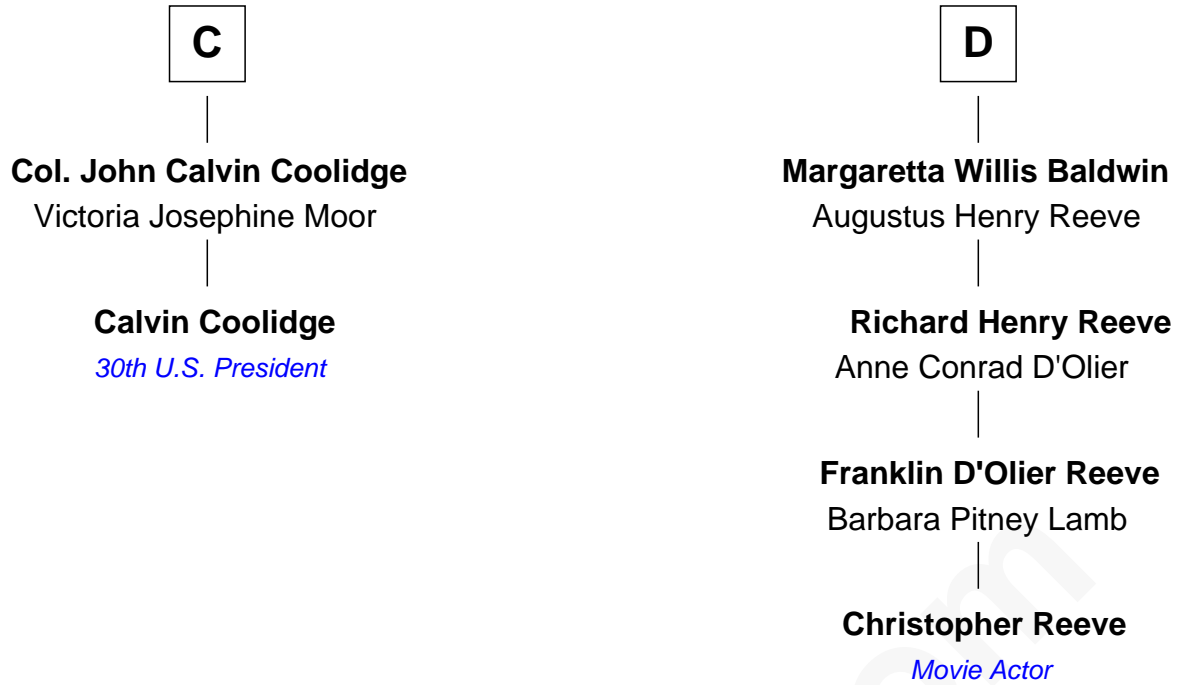 C
Col. John Calvin Coolidge
Victoria Josephine Moor
Calvin Coolidge
30th U.S. President
D
Margaretta Willis Baldwin
Augustus Henry Reeve
Richard Henry Reeve
Anne Conrad D'Olier
Franklin D'Olier Reeve
Barbara Pitney Lamb
Christopher Reeve
Movie Actor